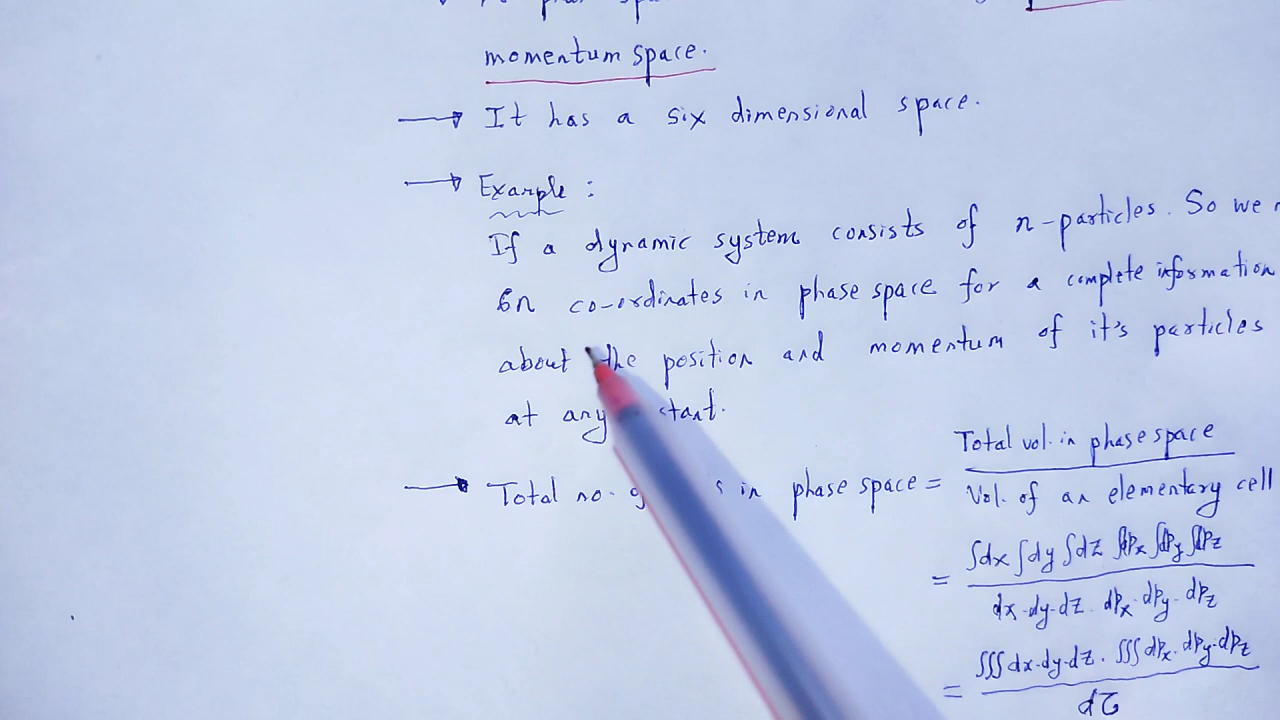 momentum space.
→ It has a six dimensional space.
→ Example :
If a dynamic system consists of n-particles. So we
6n co-ordinates in phase space for a complete information
about the position and momentum of it's particles
at any
→ Total no. in phase space = Total vol. in phase space
Vol. of an elementary cell
= ∫dx ∫dy ∫dz ∫dpx ∫dpy ∫dpz
dx·dy·dz· dpx· dpy· dpz
= ∫∫∫ dx·dy·dz · ∫∫∫ dpx· dpy· dpz
dτ